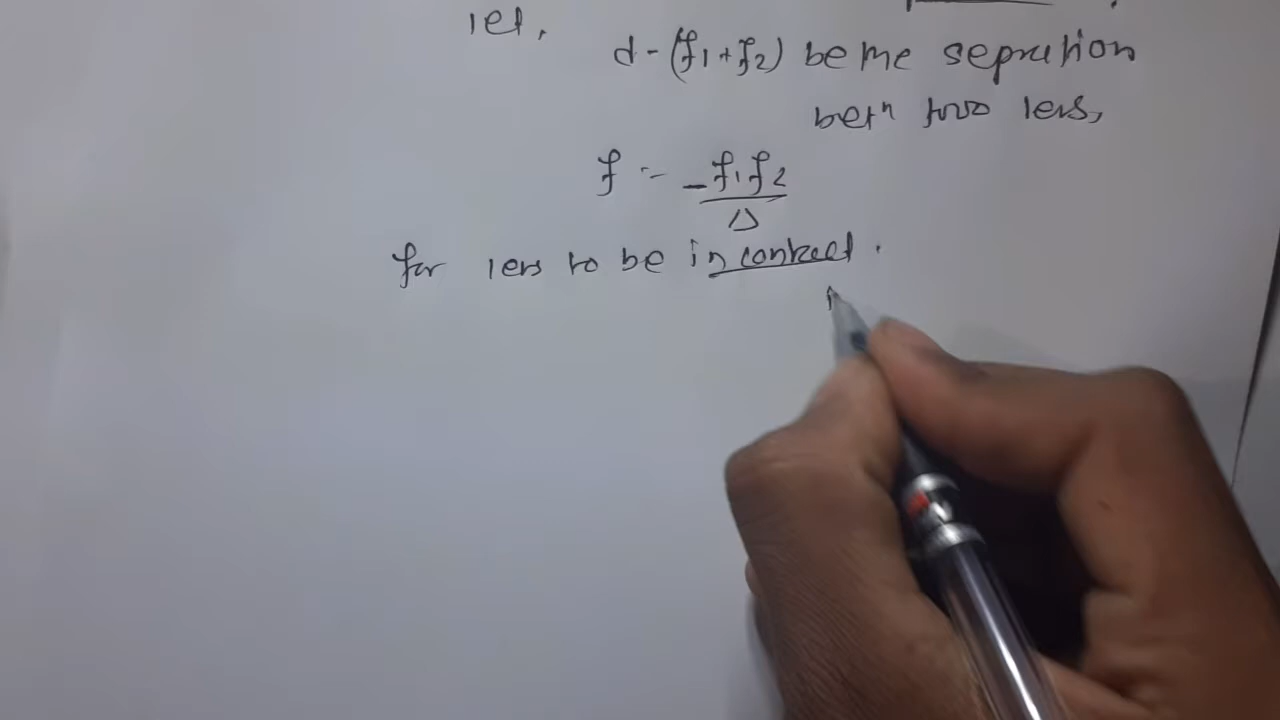 let,
d - (f1 + f2) be the sepration
betn two lens,
f = -f1f2
Δ
for lens to be in contact.